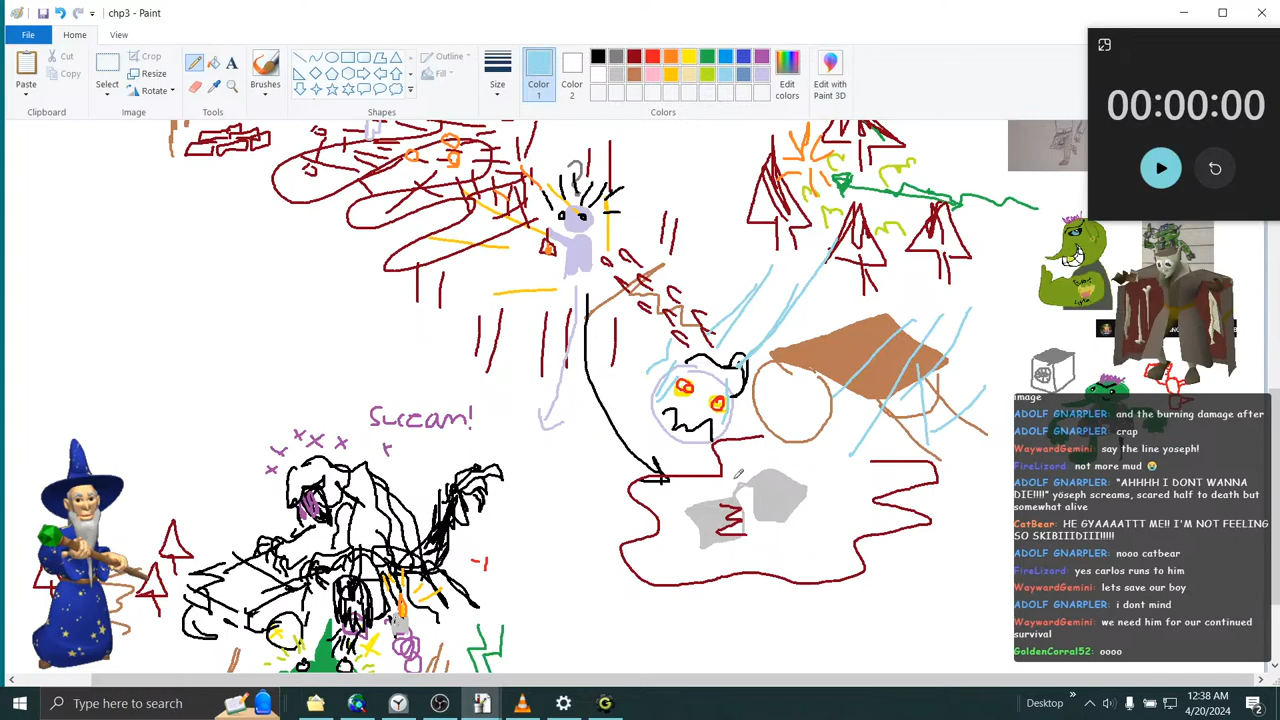 chp3 - Paint
File
Home
View
Paste
Cut
Copy
Clipboard
Select
Crop
Resize
Rotate
Image
Tools
Brushes
Shapes
Outline
Fill
Size
Color 1
Color 2
Edit colors
Edit with Paint 3D
Colors
00:00:00
?
scream!
-1
image
ADOLF GNARPLER: and the burning damage after
ADOLF GNARPLER: crap
WaywardGemini: say the line yoseph!
FireLizard: not more mud 😭
ADOLF GNARPLER: "AHHHH I DONT WANNA
DIE!!!!" yöseph screams, scared half to death but
somewhat alive
CatBear: HE GYAAAATTT ME!! I'M NOT FEELING
SO SKIBIIIDIII!!!!!
ADOLF GNARPLER: nooo catbear
FireLizard: yes carlos runs to him
WaywardGemini: lets save our boy
ADOLF GNARPLER: i dont mind
WaywardGemini: we need him for our continued
survival
GoldenCorral52: oooo
Type here to search
Desktop
12:38 AM
4/20/2024
2